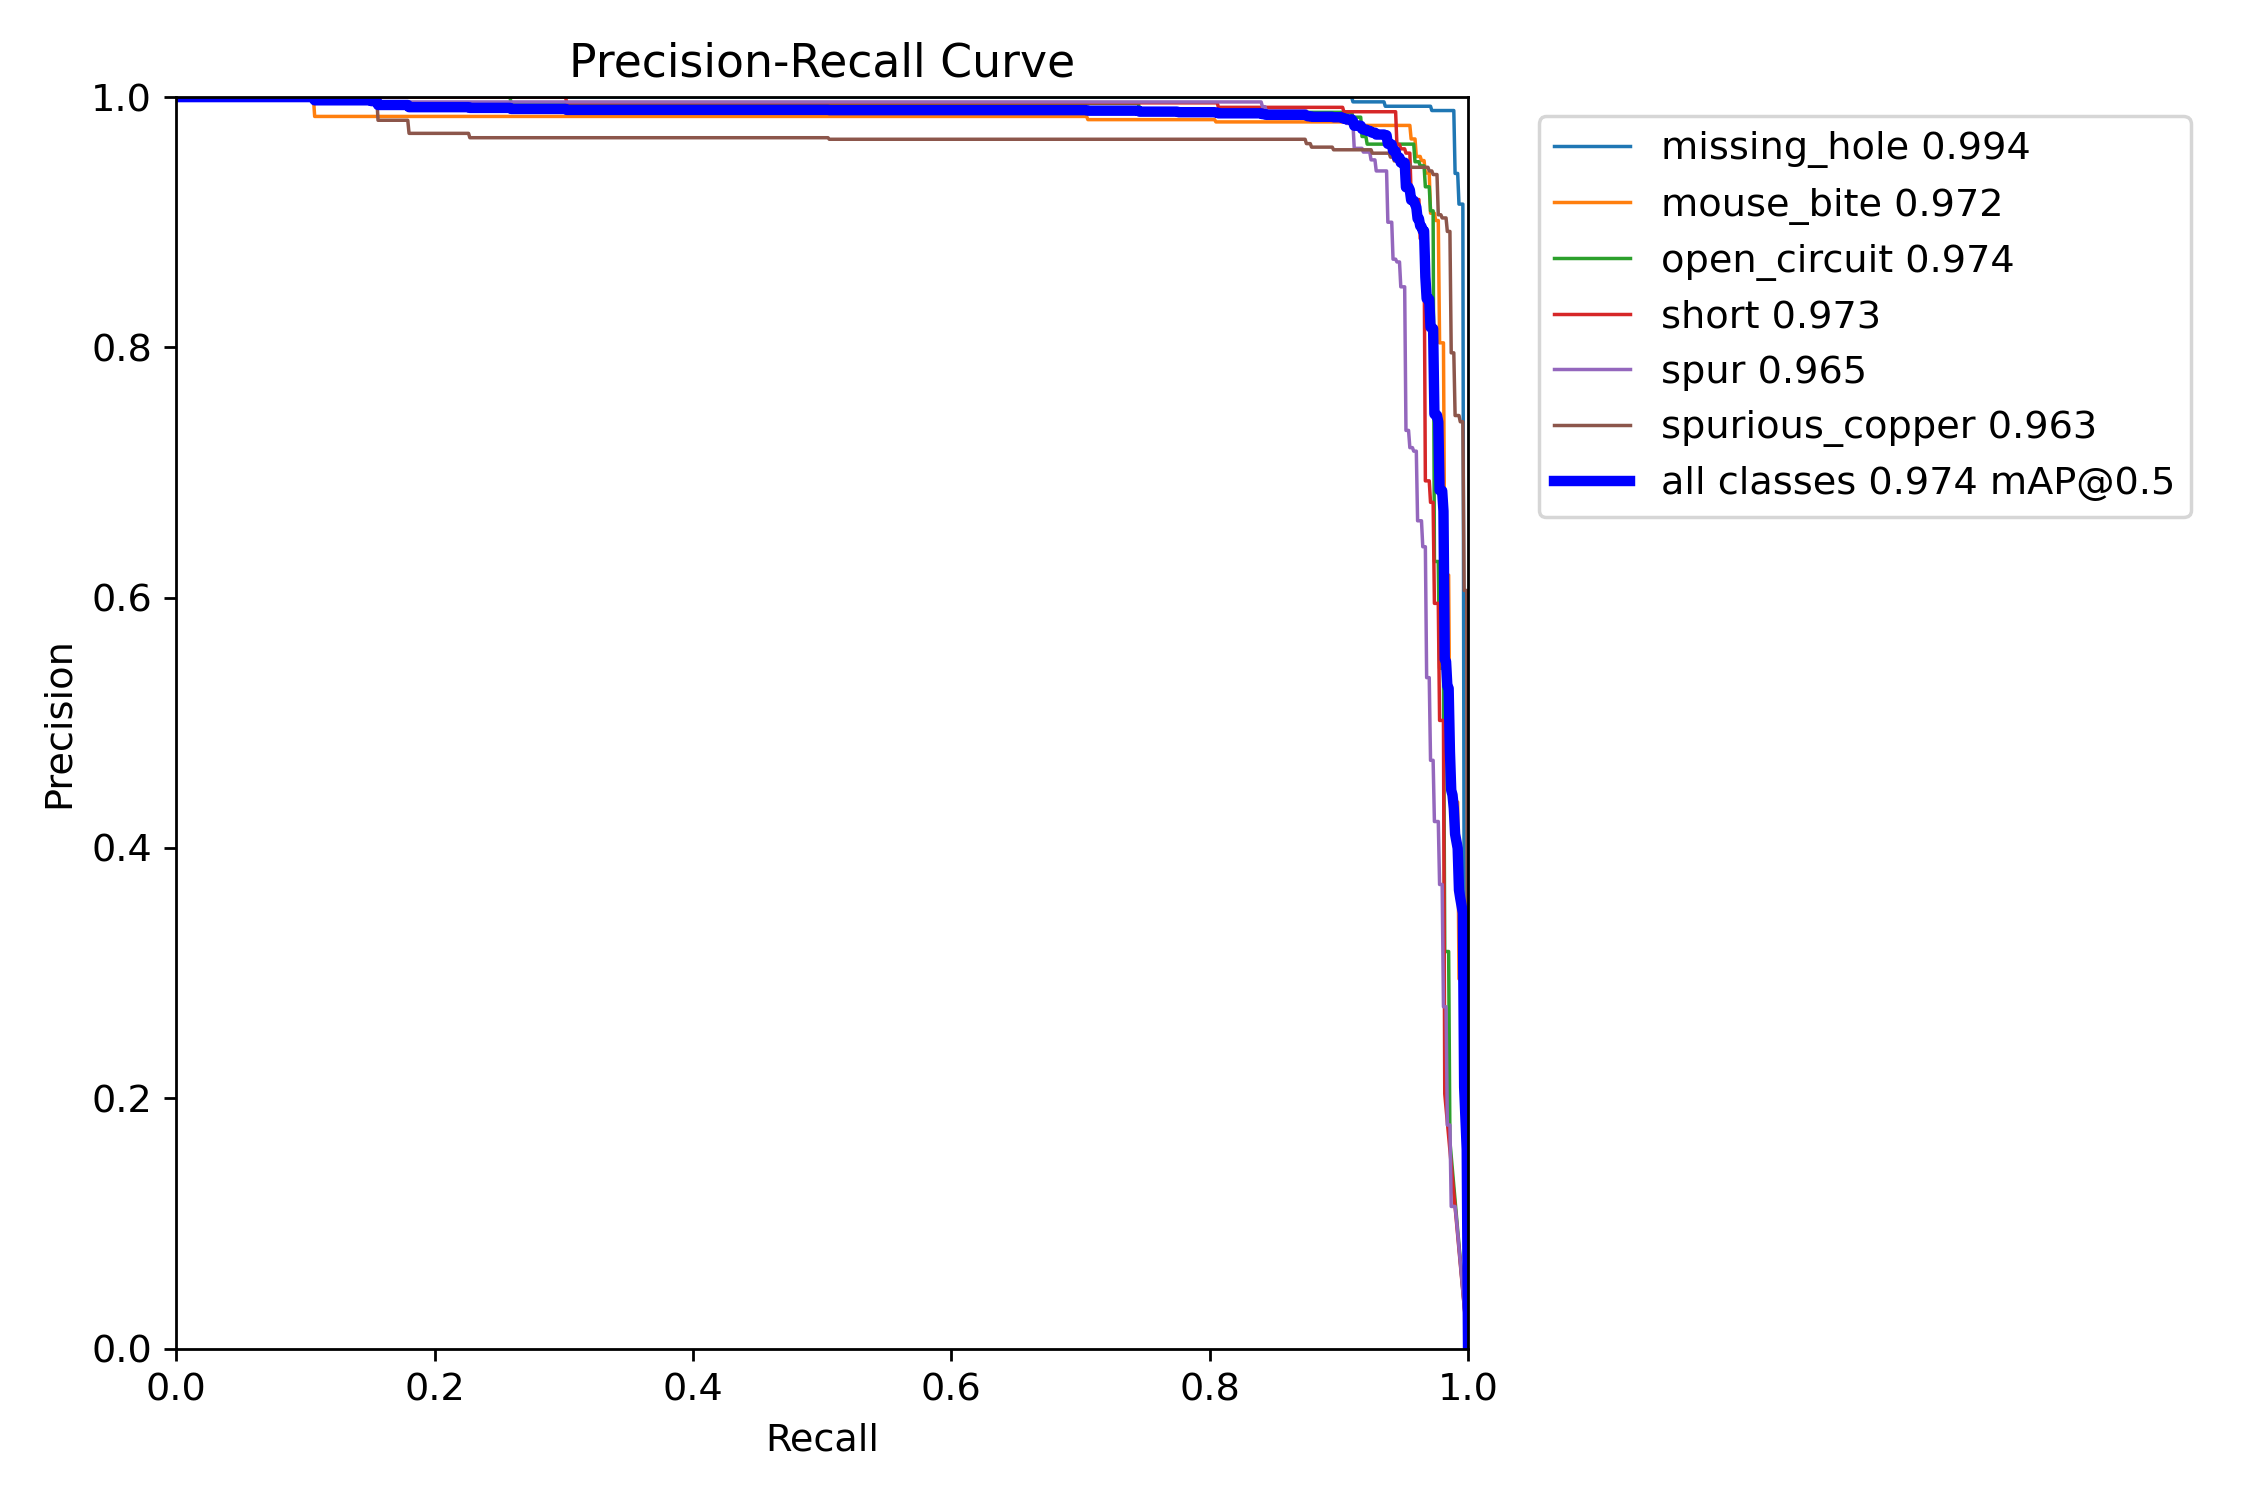 Precision-Recall Curve
1.0
0.8
0.6
0.4
0.2
0.0
Precision
0.0 0.2 0.4 0.6 0.8 1.0
Recall
missing_hole 0.994
mouse_bite 0.972
open_circuit 0.974
short 0.973
spur 0.965
spurious_copper 0.963
all classes 0.974 mAP@0.5